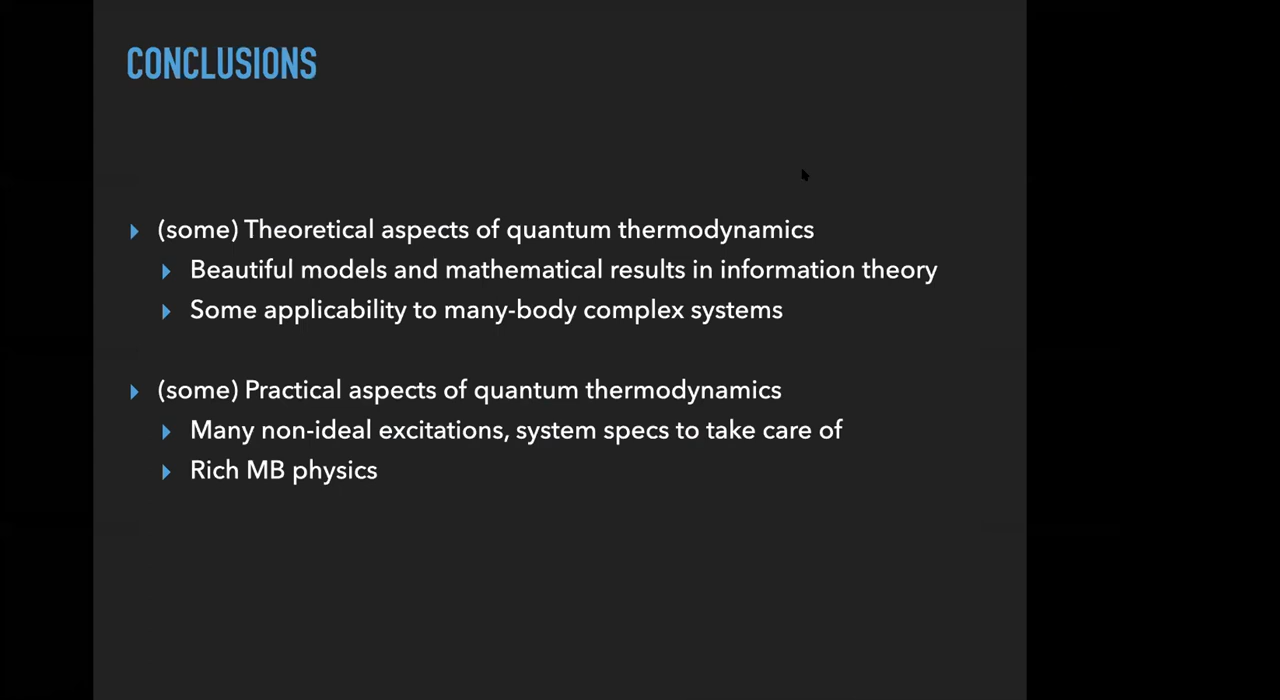 CONCLUSIONS
(some) Theoretical aspects of quantum thermodynamics
Beautiful models and mathematical results in information theory
Some applicability to many-body complex systems
(some) Practical aspects of quantum thermodynamics
Many non-ideal excitations, system specs to take care of
Rich MB physics